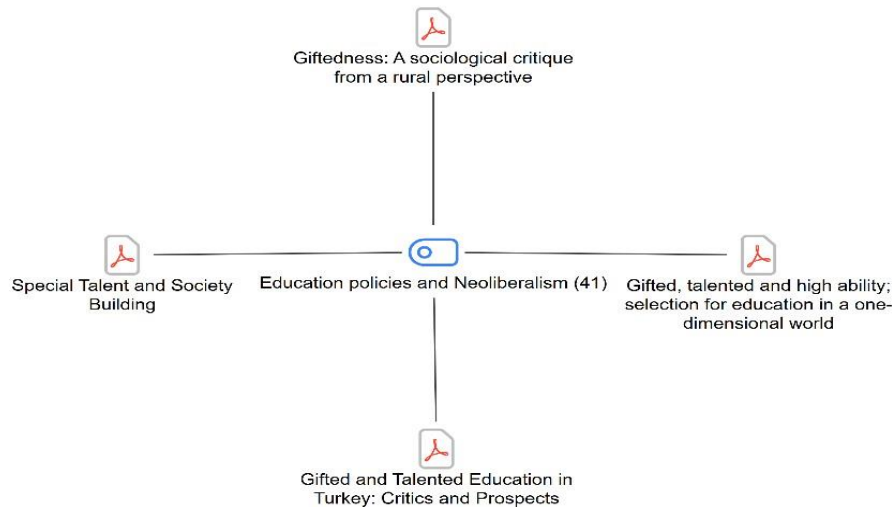 Giftedness: A sociological critique
from a rural perspective
Special Talent and Society
Building
Education policies and Neoliberalism (41)
Gifted, talented and high ability;
selection for education in a one-
dimensional world
Gifted and Talented Education in
Turkey: Critics and Prospects